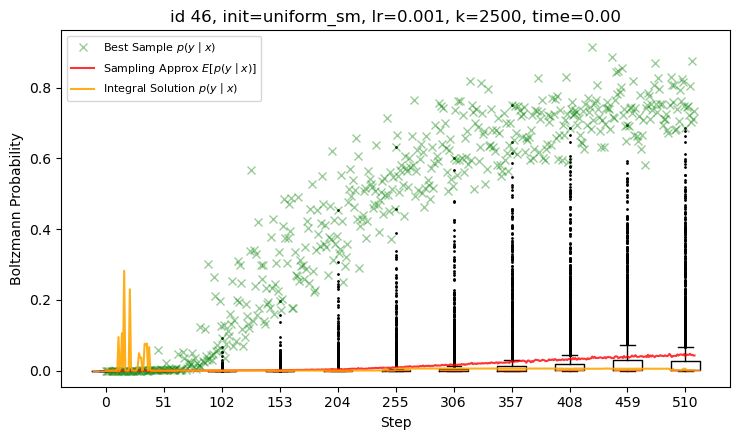 id 46, init=uniform_sm, lr=0.001, k=2500, time=0.00
Best Sample p(y | x)
Sampling Approx E[p(y | x)]
Integral Solution p(y | x)
Boltzmann Probability
0.8
0.6
0.4
0.2
0.0
0 51 102 153 204 255 306 357 408 459 510
Step